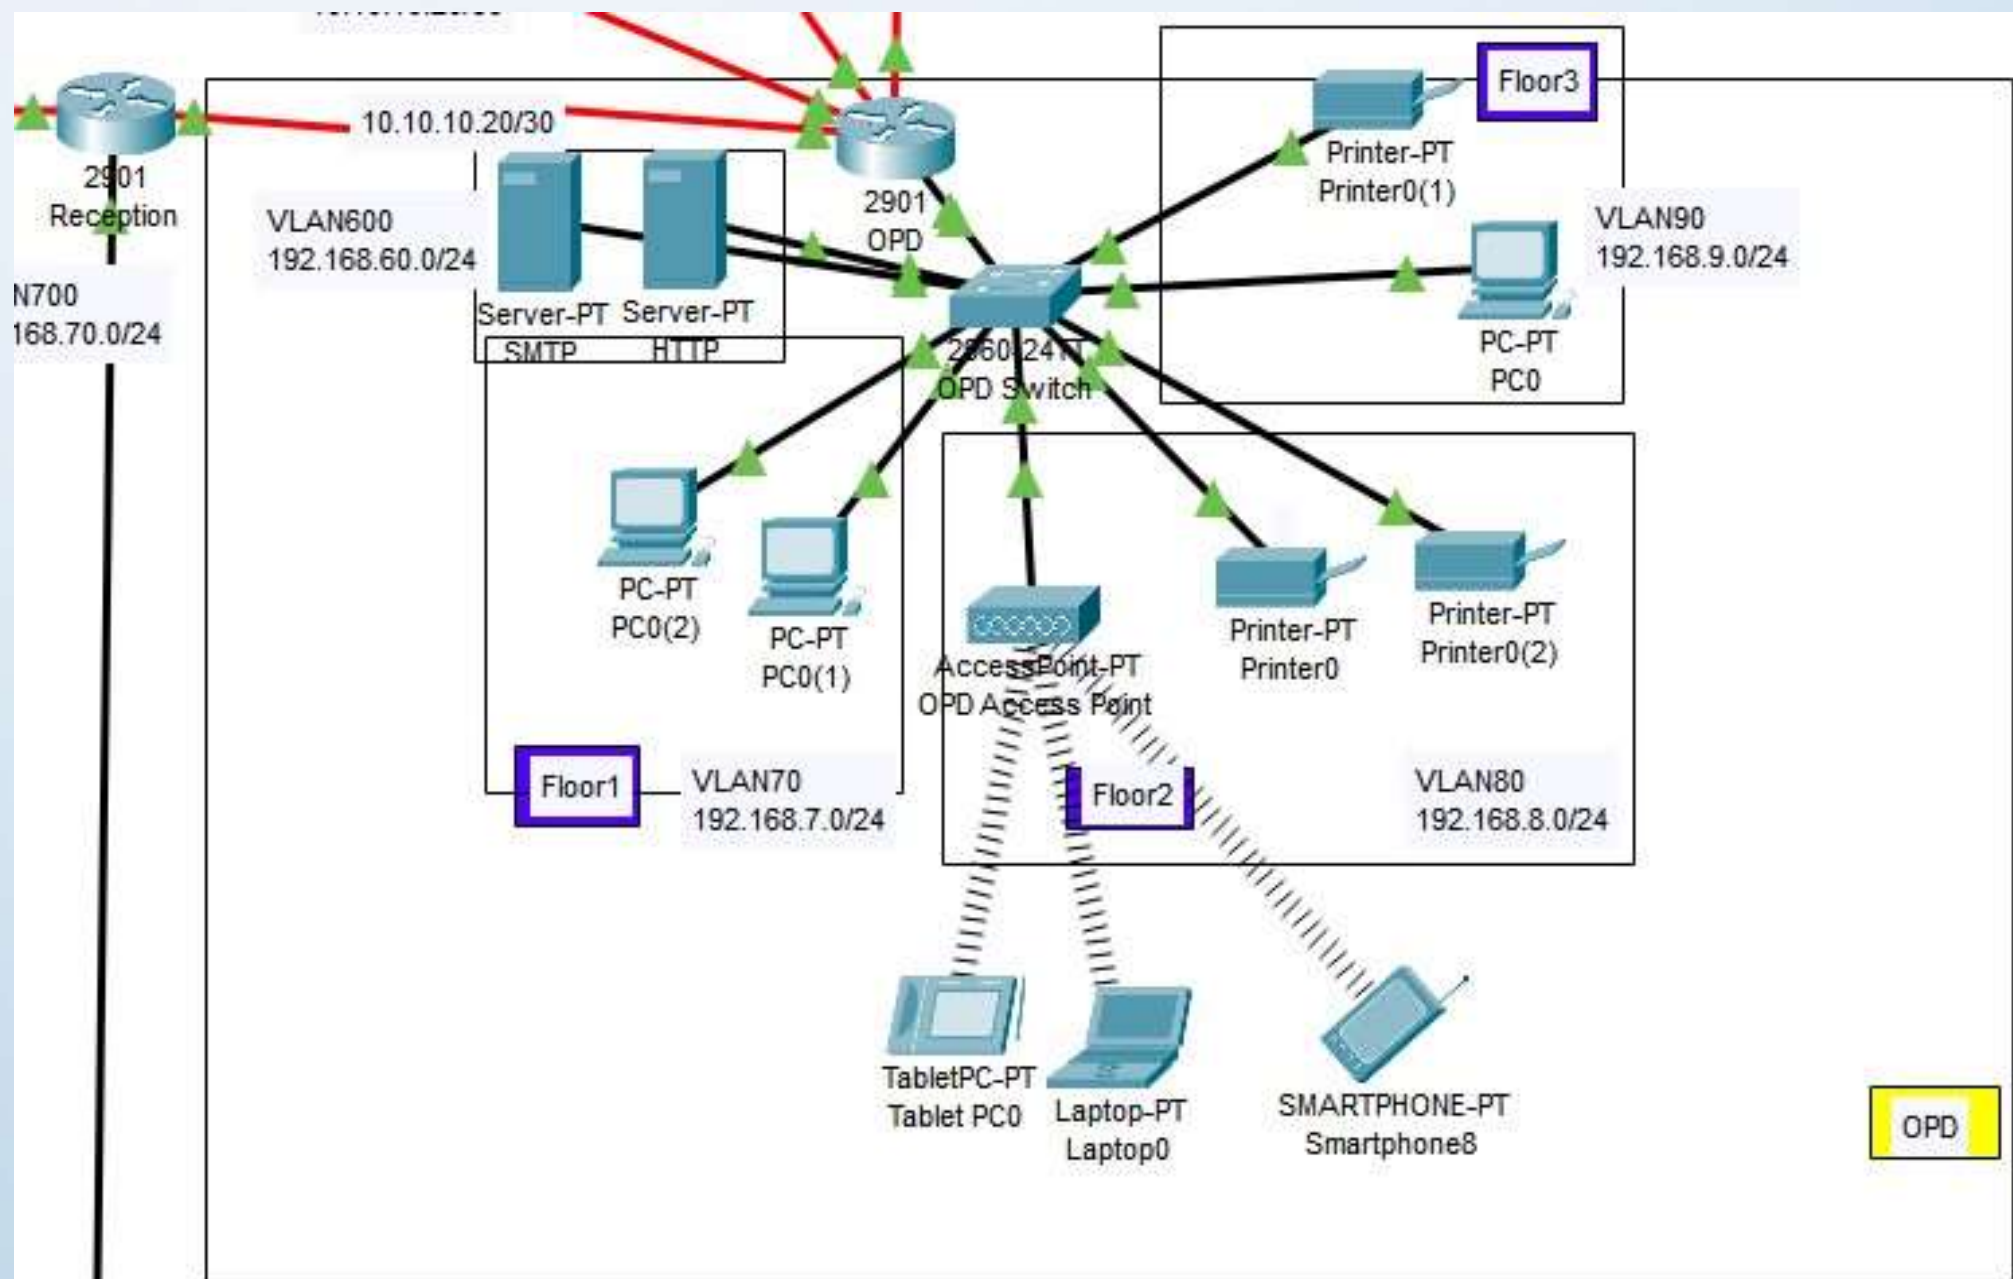 10.10.10.20/30
2901
Reception
N700
168.70.0/24
VLAN600
192.168.60.0/24
Server-PT
SMTP
Server-PT
HTTP
2901
OPD
OPD Switch
Floor3
Printer-PT
Printer0(1)
VLAN90
192.168.9.0/24
PC-PT
PC0
PC-PT
PC0(2)
PC-PT
PC0(1)
Floor1
VLAN70
192.168.7.0/24
AccessPoint-PT
OPD Access Point
Printer-PT
Printer0
Printer-PT
Printer0(2)
Floor2
VLAN80
192.168.8.0/24
TabletPC-PT
Tablet PC0
Laptop-PT
Laptop0
SMARTPHONE-PT
Smartphone8
OPD